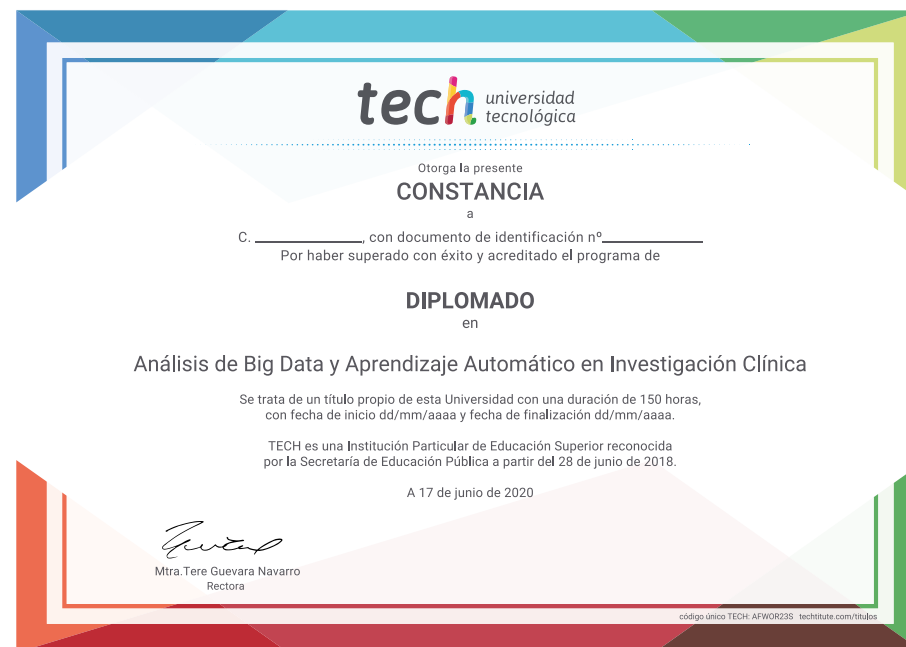 tech universidad
tecnológica
Otorga la presente
CONSTANCIA
a
C. ____________, con documento de identificación nº____________
Por haber superado con éxito y acreditado el programa de
DIPLOMADO
en
Análisis de Big Data y Aprendizaje Automático en Investigación Clínica
Se trata de un título propio de esta Universidad con una duración de 150 horas,
con fecha de inicio dd/mm/aaaa y fecha de finalización dd/mm/aaaa.
TECH es una Institución Particular de Educación Superior reconocida
por la Secretaría de Educación Pública a partir del 28 de junio de 2018.
A 17 de junio de 2020
Mtra.Tere Guevara Navarro
Rectora
código único TECH: AFWOR23S techtitute.com/titulos